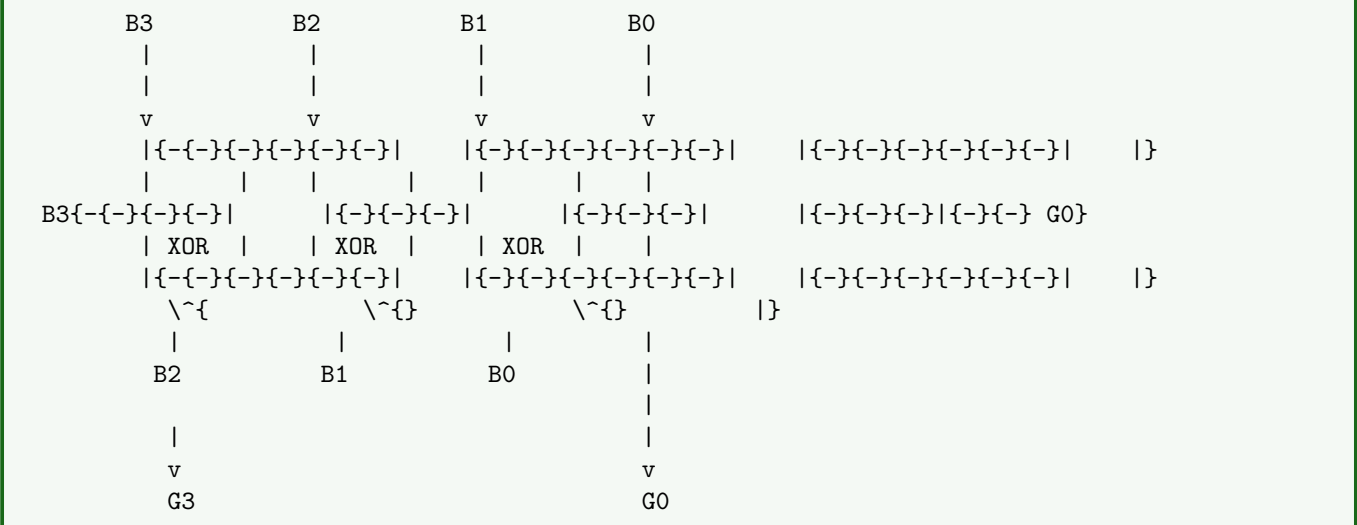 B3 B2 B1 B0
| | | |
| | | |
v v v v
|{-{-}{-}{-}{-}{-}| |{-}{-}{-}{-}{-}{-}| |{-}{-}{-}{-}{-}{-}| |}
| | | | | | |
B3{-{-}{-}{-}| |{-}{-}{-}| |{-}{-}{-}| |{-}{-}{-}|{-}{-} G0}
| XOR | | XOR | | XOR | |
|{-{-}{-}{-}{-}{-}| |{-}{-}{-}{-}{-}{-}| |{-}{-}{-}{-}{-}{-}| |}
\^{ \^{} \^{} |}
| | | |
B2 B1 B0 |
|
| |
v v
G3 G0